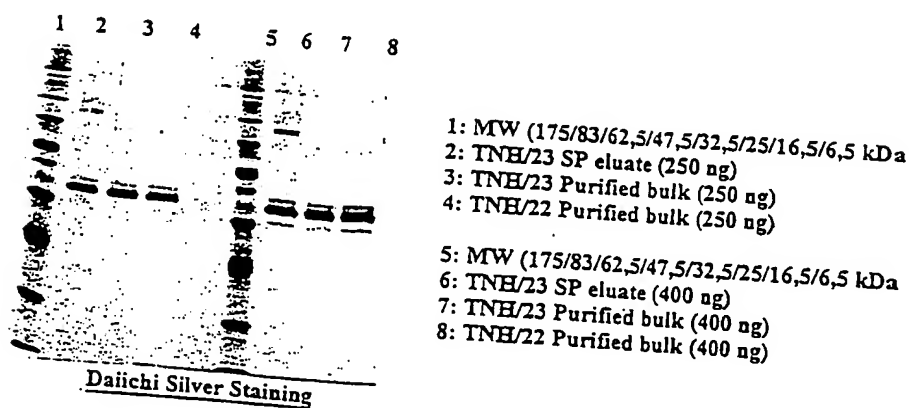 1 2 3 4 5 6 7 8
1: MW (175/83/62,5/47,5/32,5/25/16,5/6,5 kDa
2: TNH/23 SP eluate (250 ng)
3: TNH/23 Purified bulk (250 ng)
4: TNH/22 Purified bulk (250 ng)
5: MW (175/83/62,5/47,5/32,5/25/16,5/6,5 kDa
6: TNH/23 SP eluate (400 ng)
7: TNH/23 Purified bulk (400 ng)
8: TNH/22 Purified bulk (400 ng)
Daiichi Silver Staining